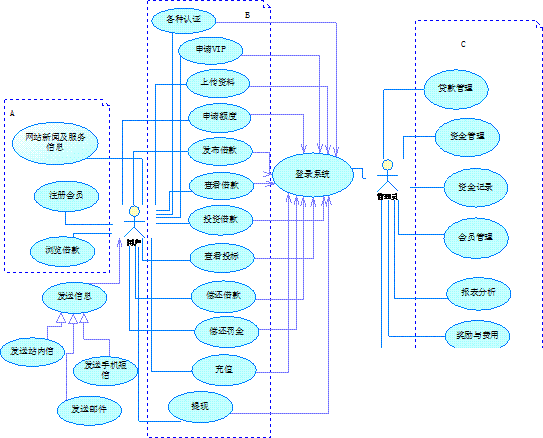 各种认证
B
申请VIP
C
上传资料
贷款管理
A
申请额度
网站新闻及服务
信息
发布借款
资金管理
登录系统
注册会员
查看借款
管理员
资金记录
投资借款
用户
浏览借款
查看投标
会员管理
发送信息
偿还借款
报表分析
偿还罚金
奖励与费用
发送站内信
发送手机短
信
充值
发送邮件
提现